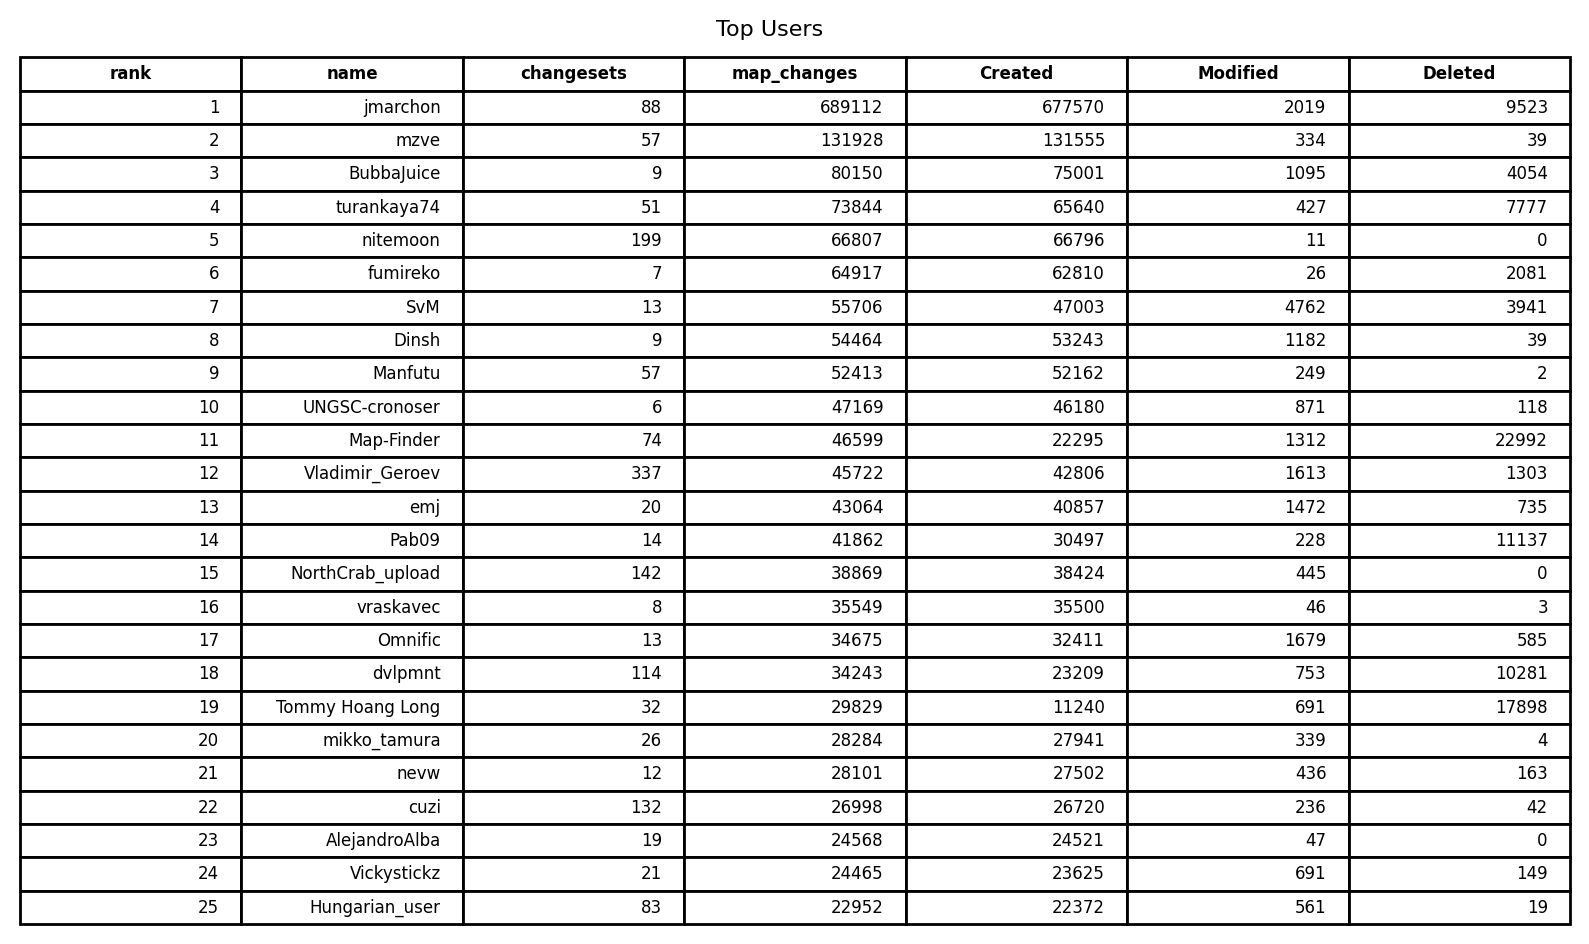 Top Users
rank name changesets map_changes Created Modified Deleted
1 jmarchon 88 689112 677570 2019 9523
2 mzve 57 131928 131555 334 39
3 BubbaJuice 9 80150 75001 1095 4054
4 turankaya74 51 73844 65640 427 7777
5 nitemoon 199 66807 66796 11 0
6 fumireko 7 64917 62810 26 2081
7 SvM 13 55706 47003 4762 3941
8 Dinsh 9 54464 53243 1182 39
9 Manfutu 57 52413 52162 249 2
10 UNGSC-cronoser 6 47169 46180 871 118
11 Map-Finder 74 46599 22295 1312 22992
12 Vladimir_Geroev 337 45722 42806 1613 1303
13 emj 20 43064 40857 1472 735
14 Pab09 14 41862 30497 228 11137
15 NorthCrab_upload 142 38869 38424 445 0
16 vraskavec 8 35549 35500 46 3
17 Omnific 13 34675 32411 1679 585
18 dvlpmnt 114 34243 23209 753 10281
19 Tommy Hoang Long 32 29829 11240 691 17898
20 mikko_tamura 26 28284 27941 339 4
21 nevw 12 28101 27502 436 163
22 cuzi 132 26998 26720 236 42
23 AlejandroAlba 19 24568 24521 47 0
24 Vickystickz 21 24465 23625 691 149
25 Hungarian_user 83 22952 22372 561 19